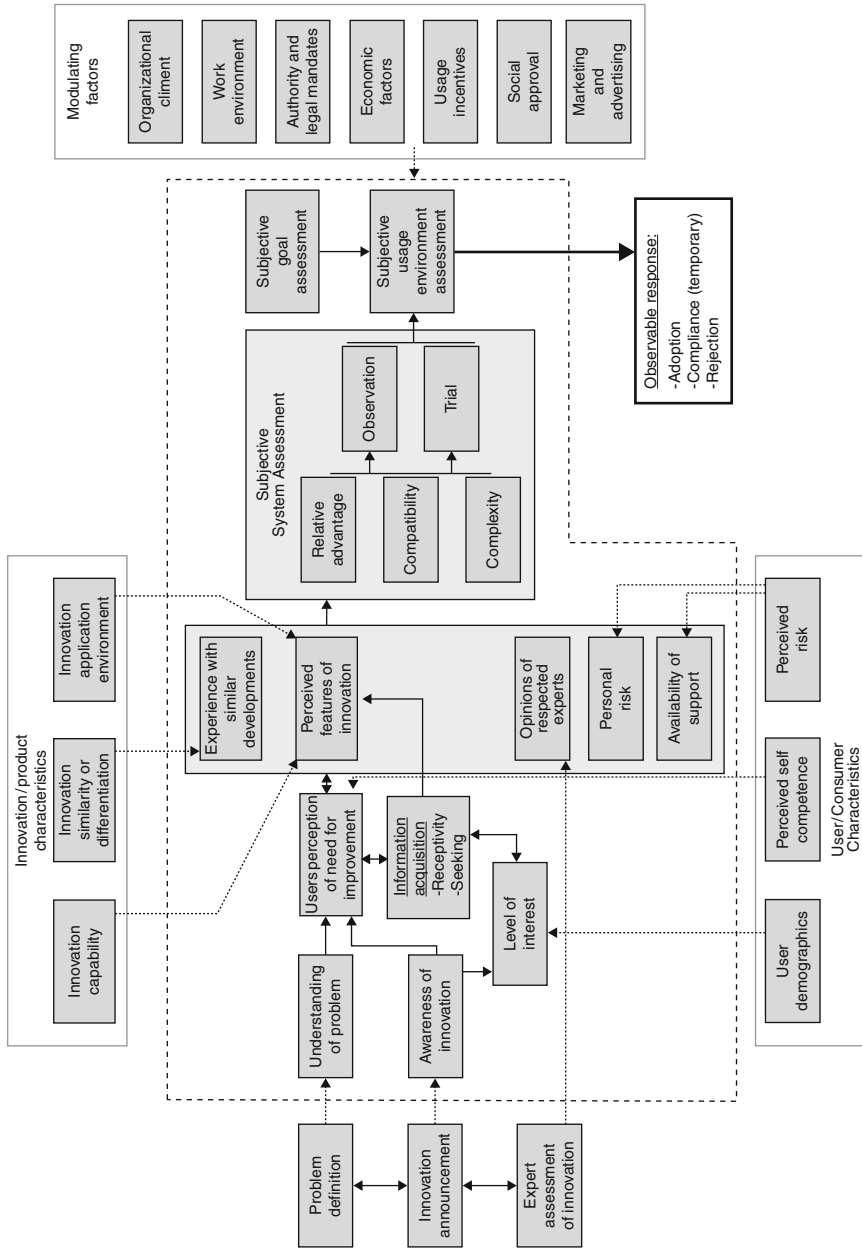 Innovation/product
characteristics
Innovation
capability
Innovation
similarity or
differentiation
Innovation
application
environment
Modulating
factors
Organizational
climent
Work
environment
Authority and
legal mandates
Economic
factors
Usage
incentives
Social
approval
Marketing
and
advertising
Problem
definition
Innovation
announcement
Expert
assessment
of innovation
Understanding
of problem
Awareness of
innovation
Users perception
of need for
improvement
Information
acquisition
-Receptivity
-Seeking
Level of
interest
Experience with
similar
developments
Perceived
features of
innovation
Opinions of
respected
experts
Personal
risk
Availability of
support
Subjective
System Assessment
Relative
advantage
Compatibility
Complexity
Observation
Trial
Subjective
goal
assessment
Subjective
usage
environment
assessment
Observable response:
-Adoption
-Compliance (temporary)
-Rejection
User
demographics
Perceived self
competence
Perceived
risk
User/Consumer
Characteristics